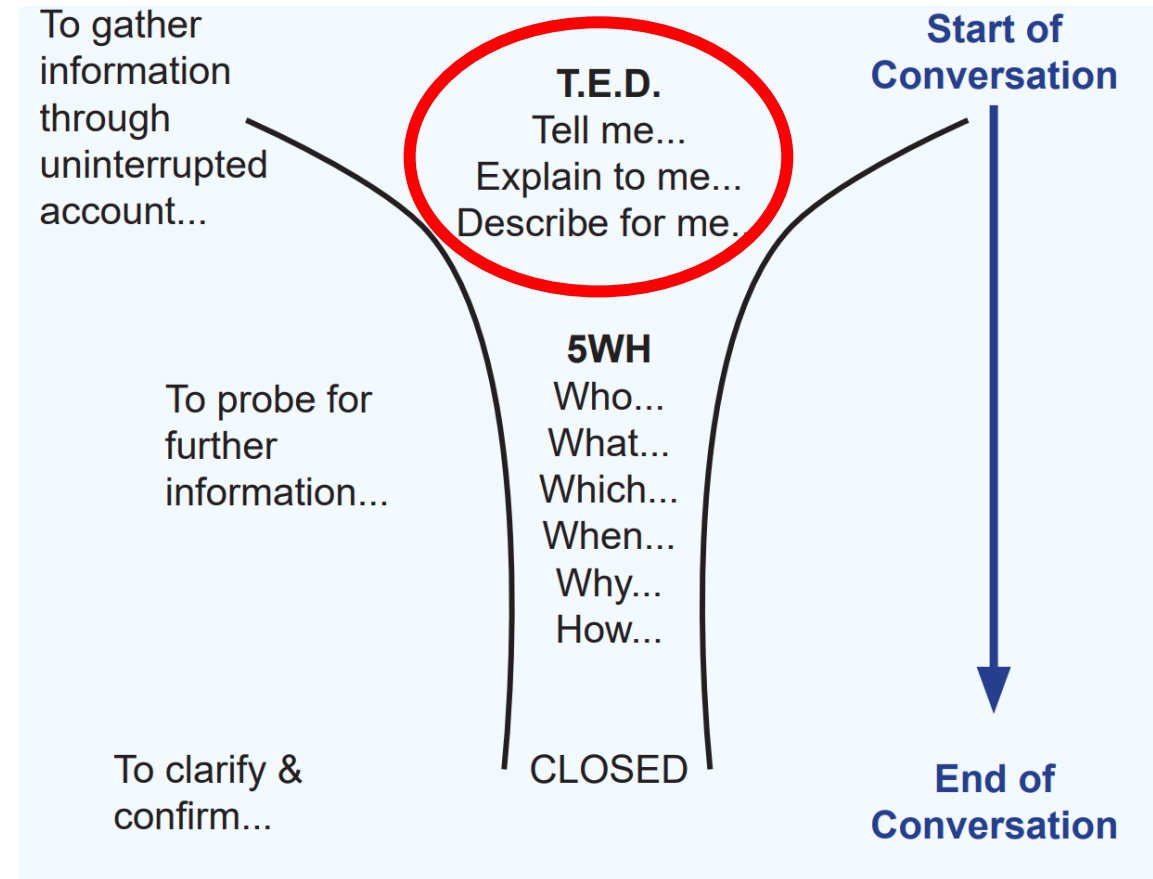 To gather
information
through
uninterrupted
account...
T.E.D.
Tell me...
Explain to me...
Describe for me..
Start of
Conversation
To probe for
further
information...
5WH
Who...
What...
Which...
When...
Why...
How...
To clarify &
confirm...
CLOSED
End of
Conversation